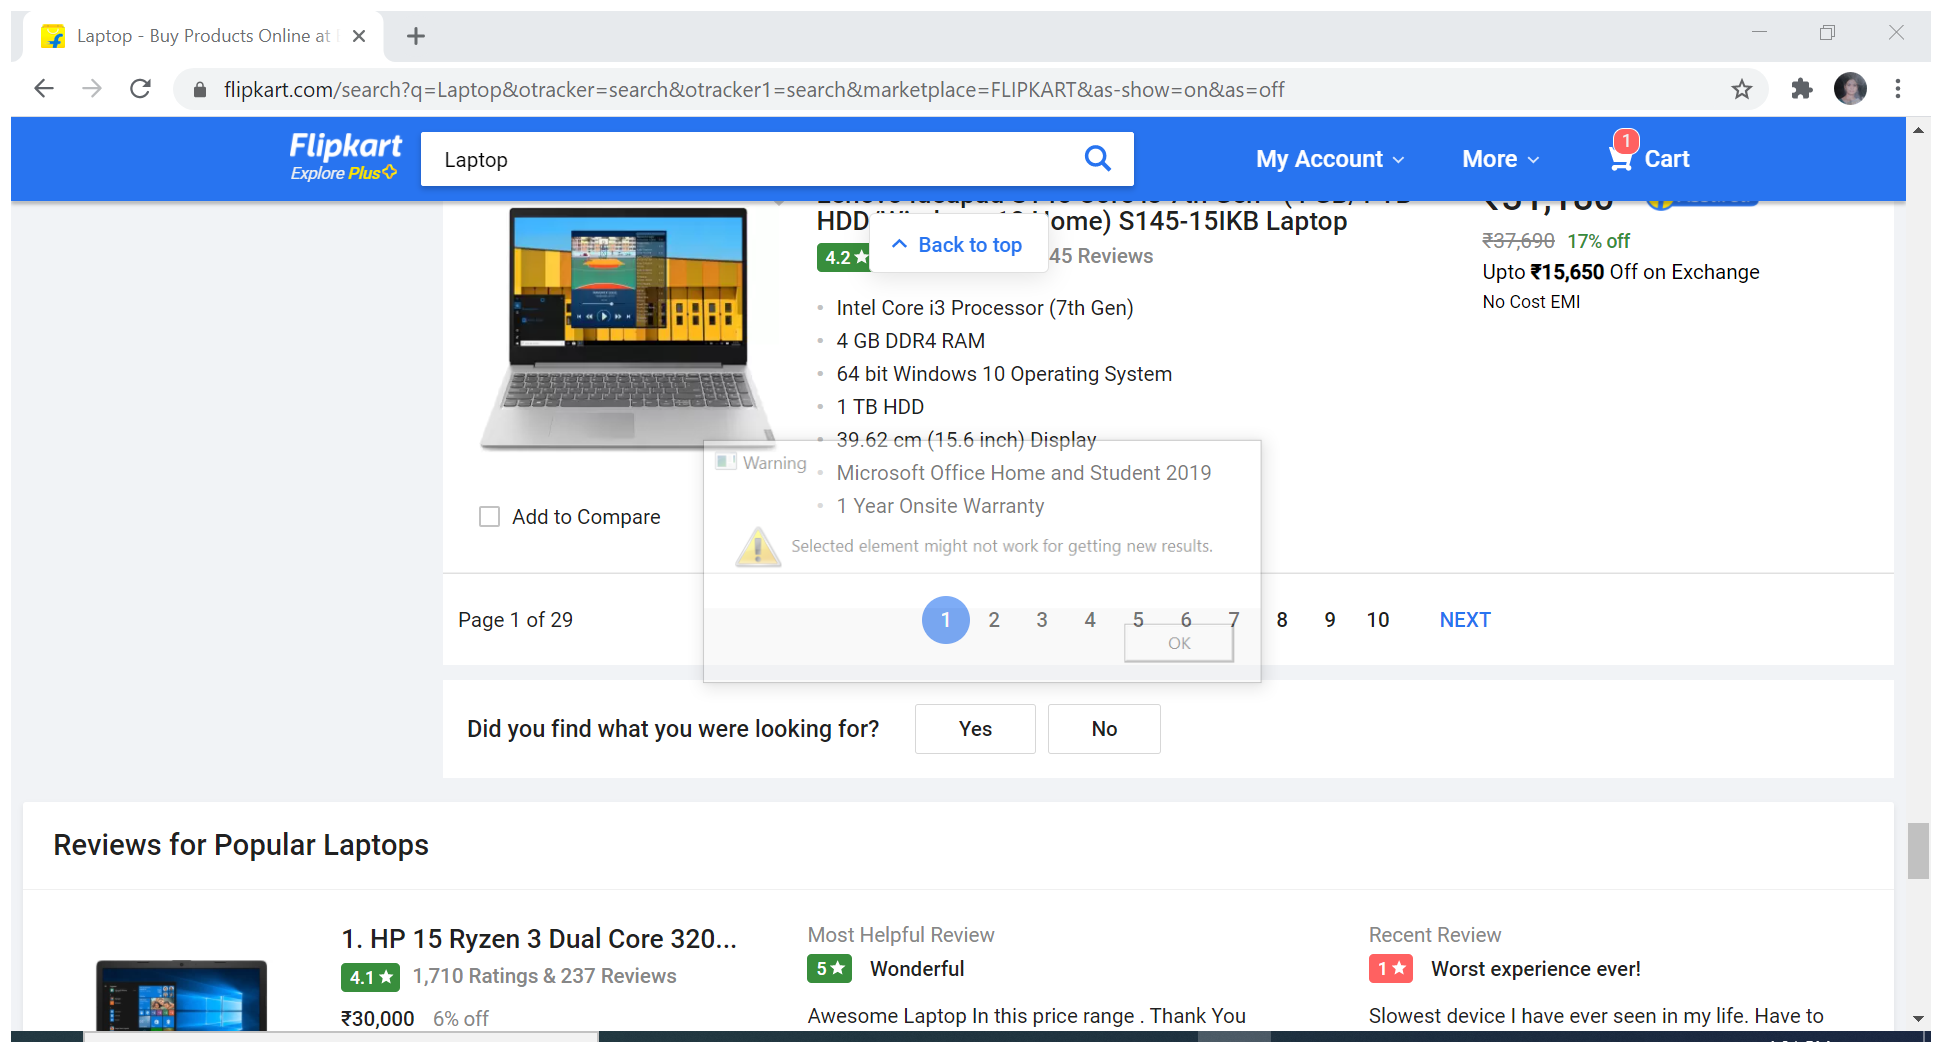 Laptop - Buy Products Online at
flipkart.com/search?q=Laptop&otracker=search&otracker1=search&marketplace=FLIPKART&as-show=on&as=off
Flipkart
Explore Plus
Laptop
My Account
More
1
Cart
HDD/ ome) S145-15IKB Laptop
4.2★
Back to top
45 Reviews
₹37,690 17% off
Upto ₹15,650 Off on Exchange
No Cost EMI
Intel Core i3 Processor (7th Gen)
4 GB DDR4 RAM
64 bit Windows 10 Operating System
1 TB HDD
39.62 cm (15.6 inch) Display
Microsoft Office Home and Student 2019
1 Year Onsite Warranty
Add to Compare
Warning
Selected element might not work for getting new results.
OK
Page 1 of 29
1 2 3 4 5 6 7 8 9 10 NEXT
Did you find what you were looking for?
Yes
No
Reviews for Popular Laptops
1. HP 15 Ryzen 3 Dual Core 320...
4.1★ 1,710 Ratings & 237 Reviews
₹30,000 6% off
Most Helpful Review
5★ Wonderful
Awesome Laptop In this price range . Thank You
Recent Review
1★ Worst experience ever!
Slowest device I have ever seen in my life. Have to